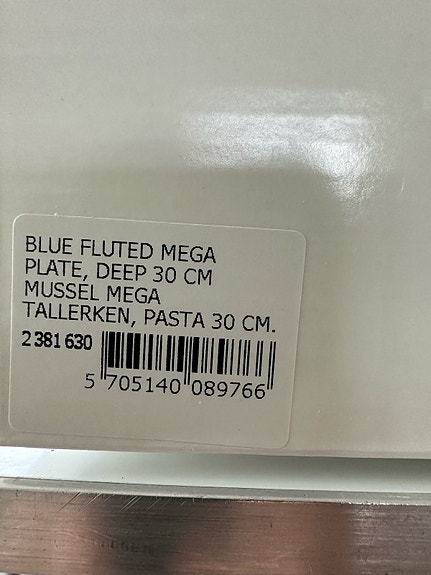 BLUE FLUTED MEGA
PLATE, DEEP 30 CM
MUSSEL MEGA
TALLERKEN, PASTA 30 CM.
2 381 630
5 705140 089766